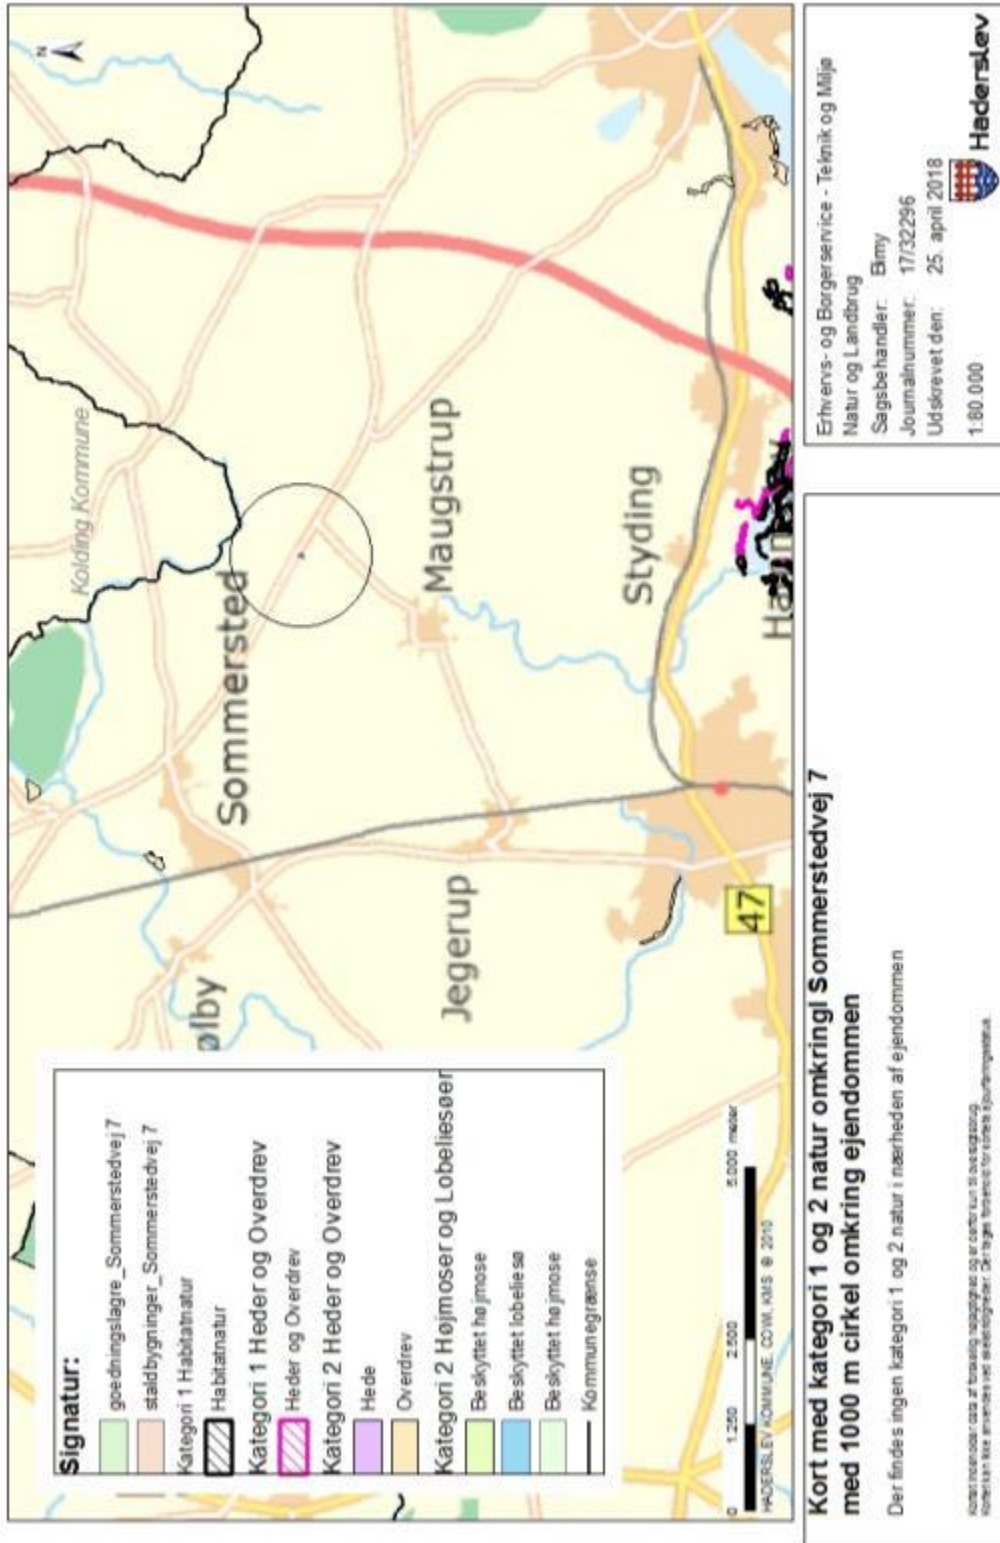 N
Kolding Kommune
Sommersted
Maugstrup
Styding
ølby
Jegerup
47
Signatur:
goedningslagre_Sommerstedvej 7
staldbygninger_Sommerstedvej 7
Kategori 1 Habitatnatur
Habitatnatur
Kategori 1 Heder og Overdrev
Heder og Overdrev
Kategori 2 Heder og Overdrev
Hede
Overdrev
Kategori 2 Højmoser og Lobeliesøer
Beskyttet højmose
Beskyttet lobeliesø
Beskyttet højmose
Kommunegrænse
0 1.250 2.500 5.000 meter
HADERSLEV KOMMUNE, COWI, KMS © 2010
Kort med kategori 1 og 2 natur omkringl Sommerstedvej 7
med 1000 m cirkel omkring ejendommen
Der findes ingen kategori 1 og 2 natur i nærheden af ejendommen
Erhvervs- og Borgerservice - Teknik og Miljø
Natur og Landbrug
Sagsbehandler: Bimy
Journalnummer: 17/32296
Udskrevet den: 25. april 2018
1:80.000
Haderslev